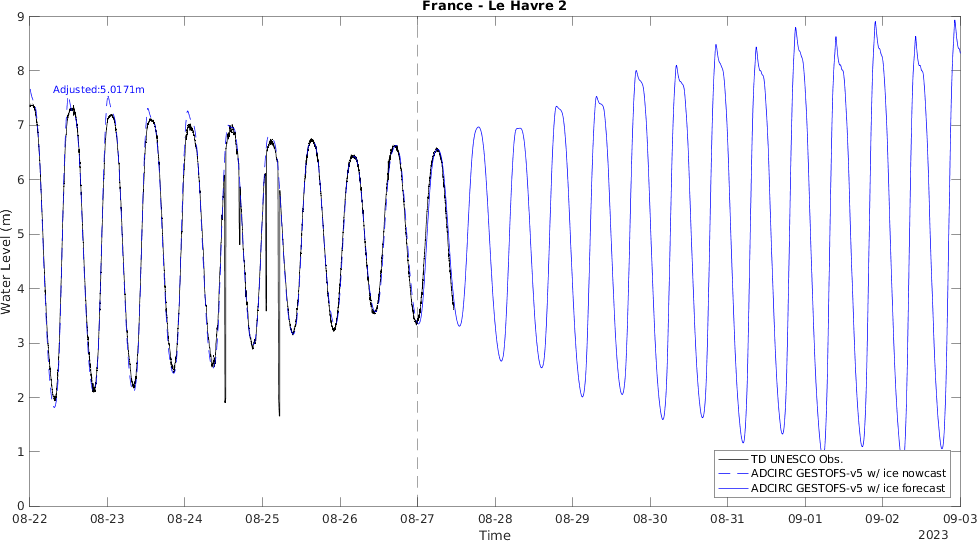 France - Le Havre 2
9
8
7
6
5
4
3
2
1
0
Water Level (m)
Adjusted:5.0171m
TD UNESCO Obs.
ADCIRC GESTOFS-v5 w/ ice nowcast
ADCIRC GESTOFS-v5 w/ ice forecast
08-22 08-23 08-24 08-25 08-26 08-27 08-28 08-29 08-30 08-31 09-01 09-02 09-03
Time
2023